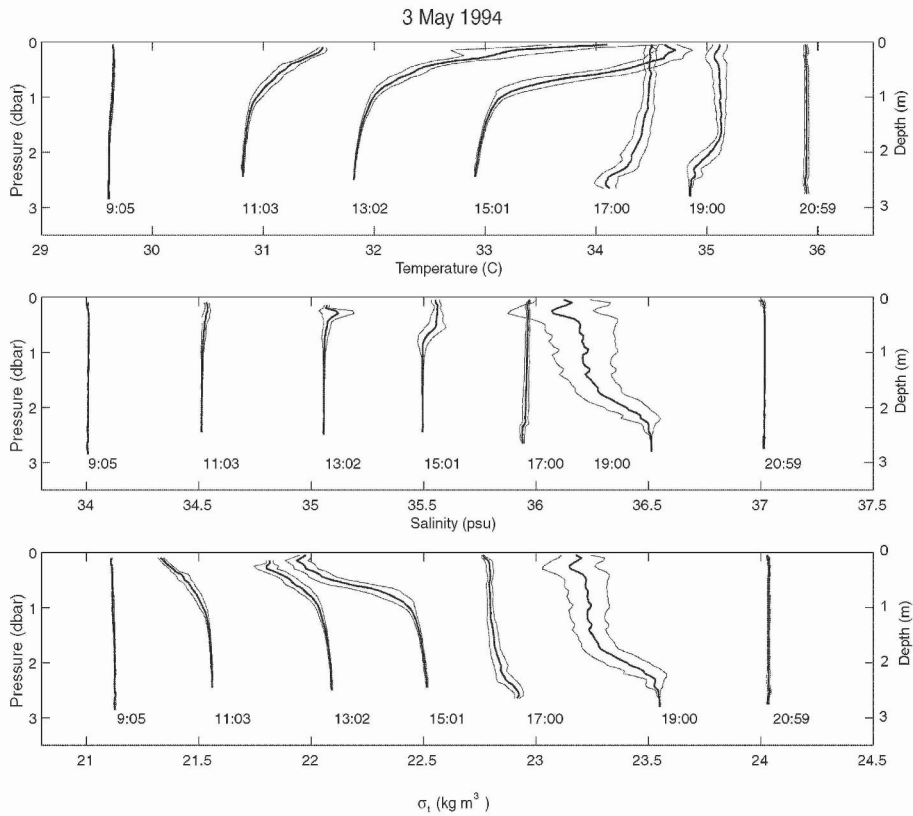 3 May 1994
0
1
2
3
Pressure (dbar)
0
1
2
3
Depth (m)
9:05 11:03 13:02 15:01 17:00 19:00 20:59
29 30 31 32 33 34 35 36
Temperature (C)
0
1
2
3
Pressure (dbar)
0
1
2
3
Depth (m)
9:05 11:03 13:02 15:01 17:00 19:00 20:59
34 34.5 35 35.5 36 36.5 37 37.5
Salinity (psu)
0
1
2
3
Pressure (dbar)
0
1
2
3
Depth (m)
9:05 11:03 13:02 15:01 17:00 19:00 20:59
21 21.5 22 22.5 23 23.5 24 24.5
σt (kg m3)